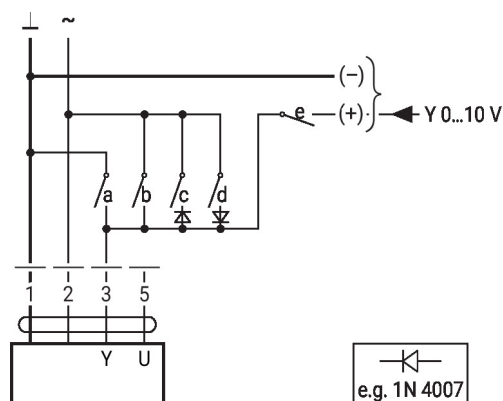 ⊥ ~
(–)
e (+) Y 0...10 V
a b c d
1 2 3 5
Y U
e.g. 1N 4007